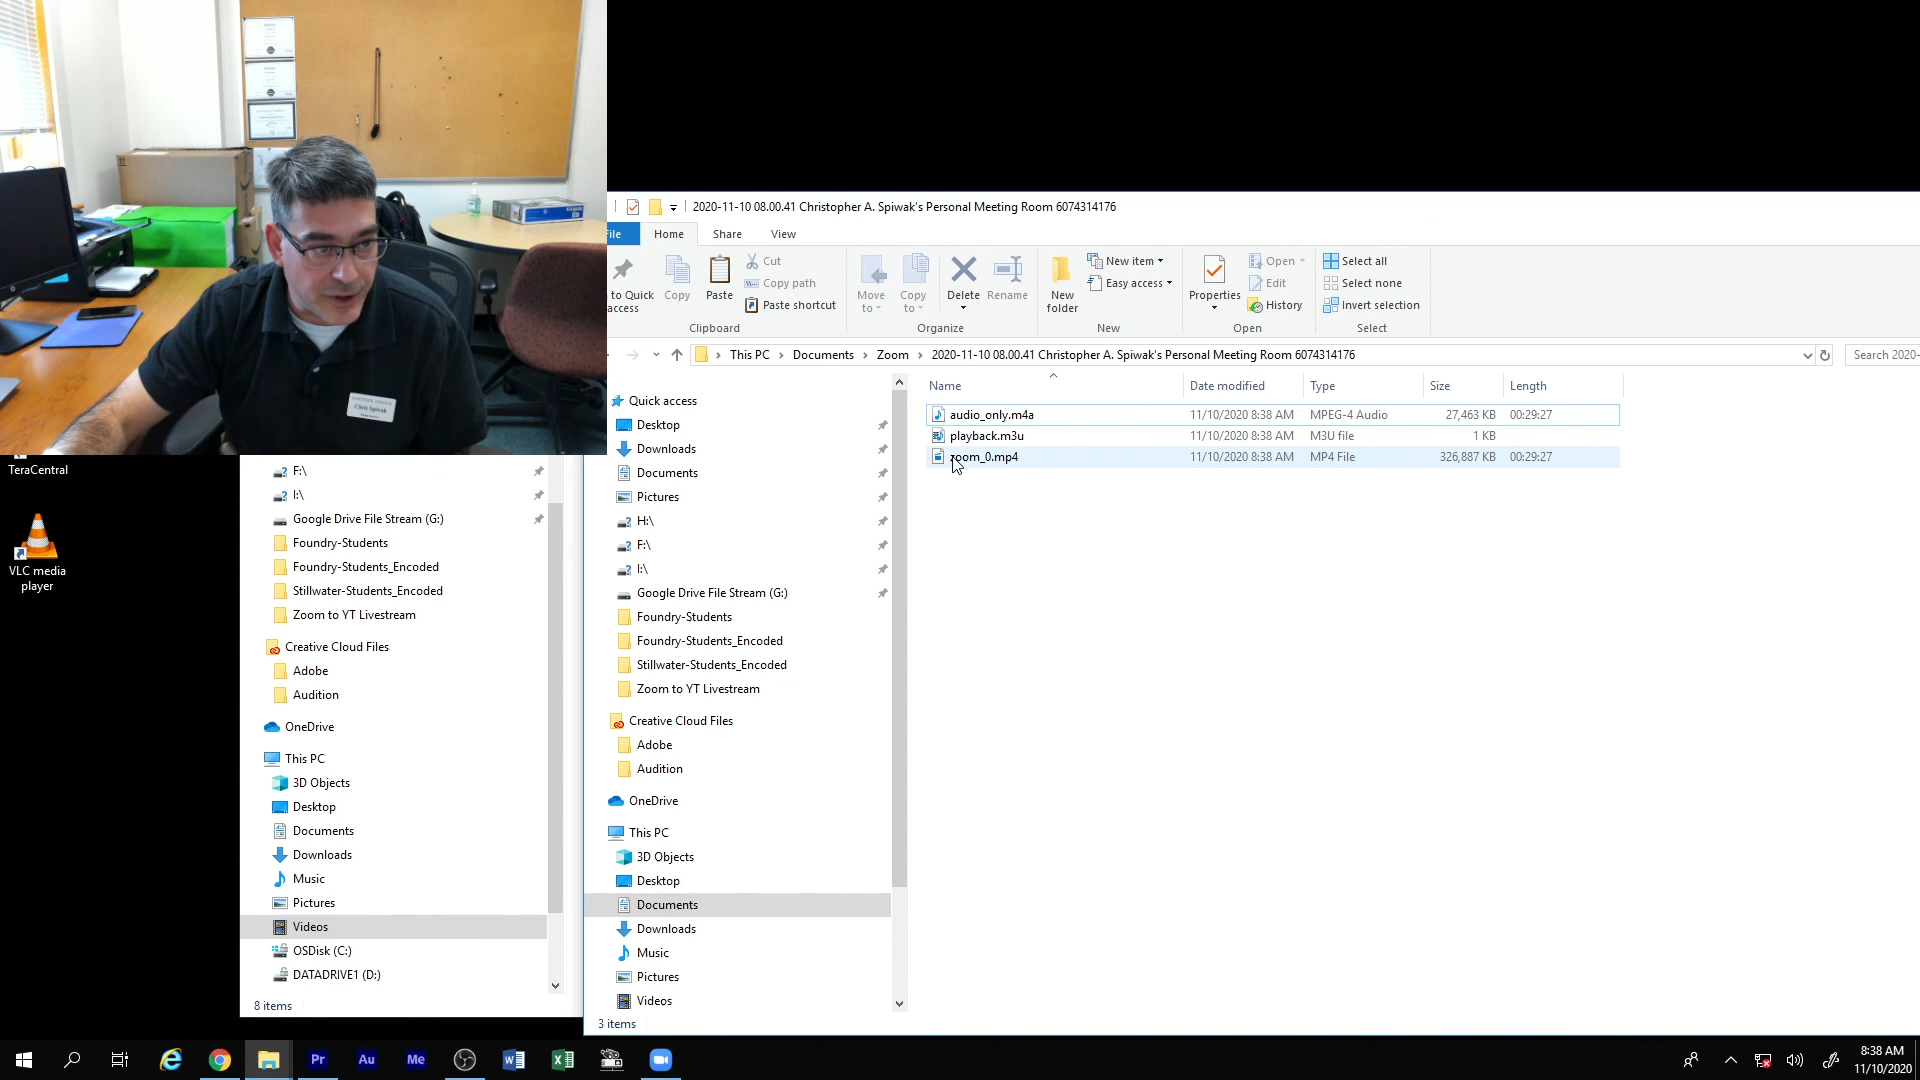 2020-11-10 08.00.41 Christopher A. Spiwak's Personal Meeting Room 6074314176
File Home Share View
to Quick access
Copy
Paste
Cut
Copy path
Paste shortcut
Clipboard
Move to
Copy to
Delete
Rename
Organize
New folder
New item
Easy access
New
Properties
Open
Edit
History
Open
Select all
Select none
Invert selection
Select
This PC > Documents > Zoom > 2020-11-10 08.00.41 Christopher A. Spiwak's Personal Meeting Room 6074314176
Search 2020-
Name Date modified Type Size Length
audio_only.m4a 11/10/2020 8:38 AM MPEG-4 Audio 27,463 KB 00:29:27
playback.m3u 11/10/2020 8:38 AM M3U file 1 KB
zoom_0.mp4 11/10/2020 8:38 AM MP4 File 326,887 KB 00:29:27
Quick access
Desktop
Downloads
Documents
Pictures
H:\
F:\
I:\
Google Drive File Stream (G:)
Foundry-Students
Foundry-Students_Encoded
Stillwater-Students_Encoded
Zoom to YT Livestream
Creative Cloud Files
Adobe
Audition
OneDrive
This PC
3D Objects
Desktop
Documents
Downloads
Music
Pictures
Videos
3 items
F:\
I:\
Google Drive File Stream (G:)
Foundry-Students
Foundry-Students_Encoded
Stillwater-Students_Encoded
Zoom to YT Livestream
Creative Cloud Files
Adobe
Audition
OneDrive
This PC
3D Objects
Desktop
Documents
Downloads
Music
Pictures
Videos
OSDisk (C:)
DATADRIVE1 (D:)
8 items
TeraCentral
VLC media
player
Chris Spiwak
Pr
Au
Me
8:38 AM
11/10/2020